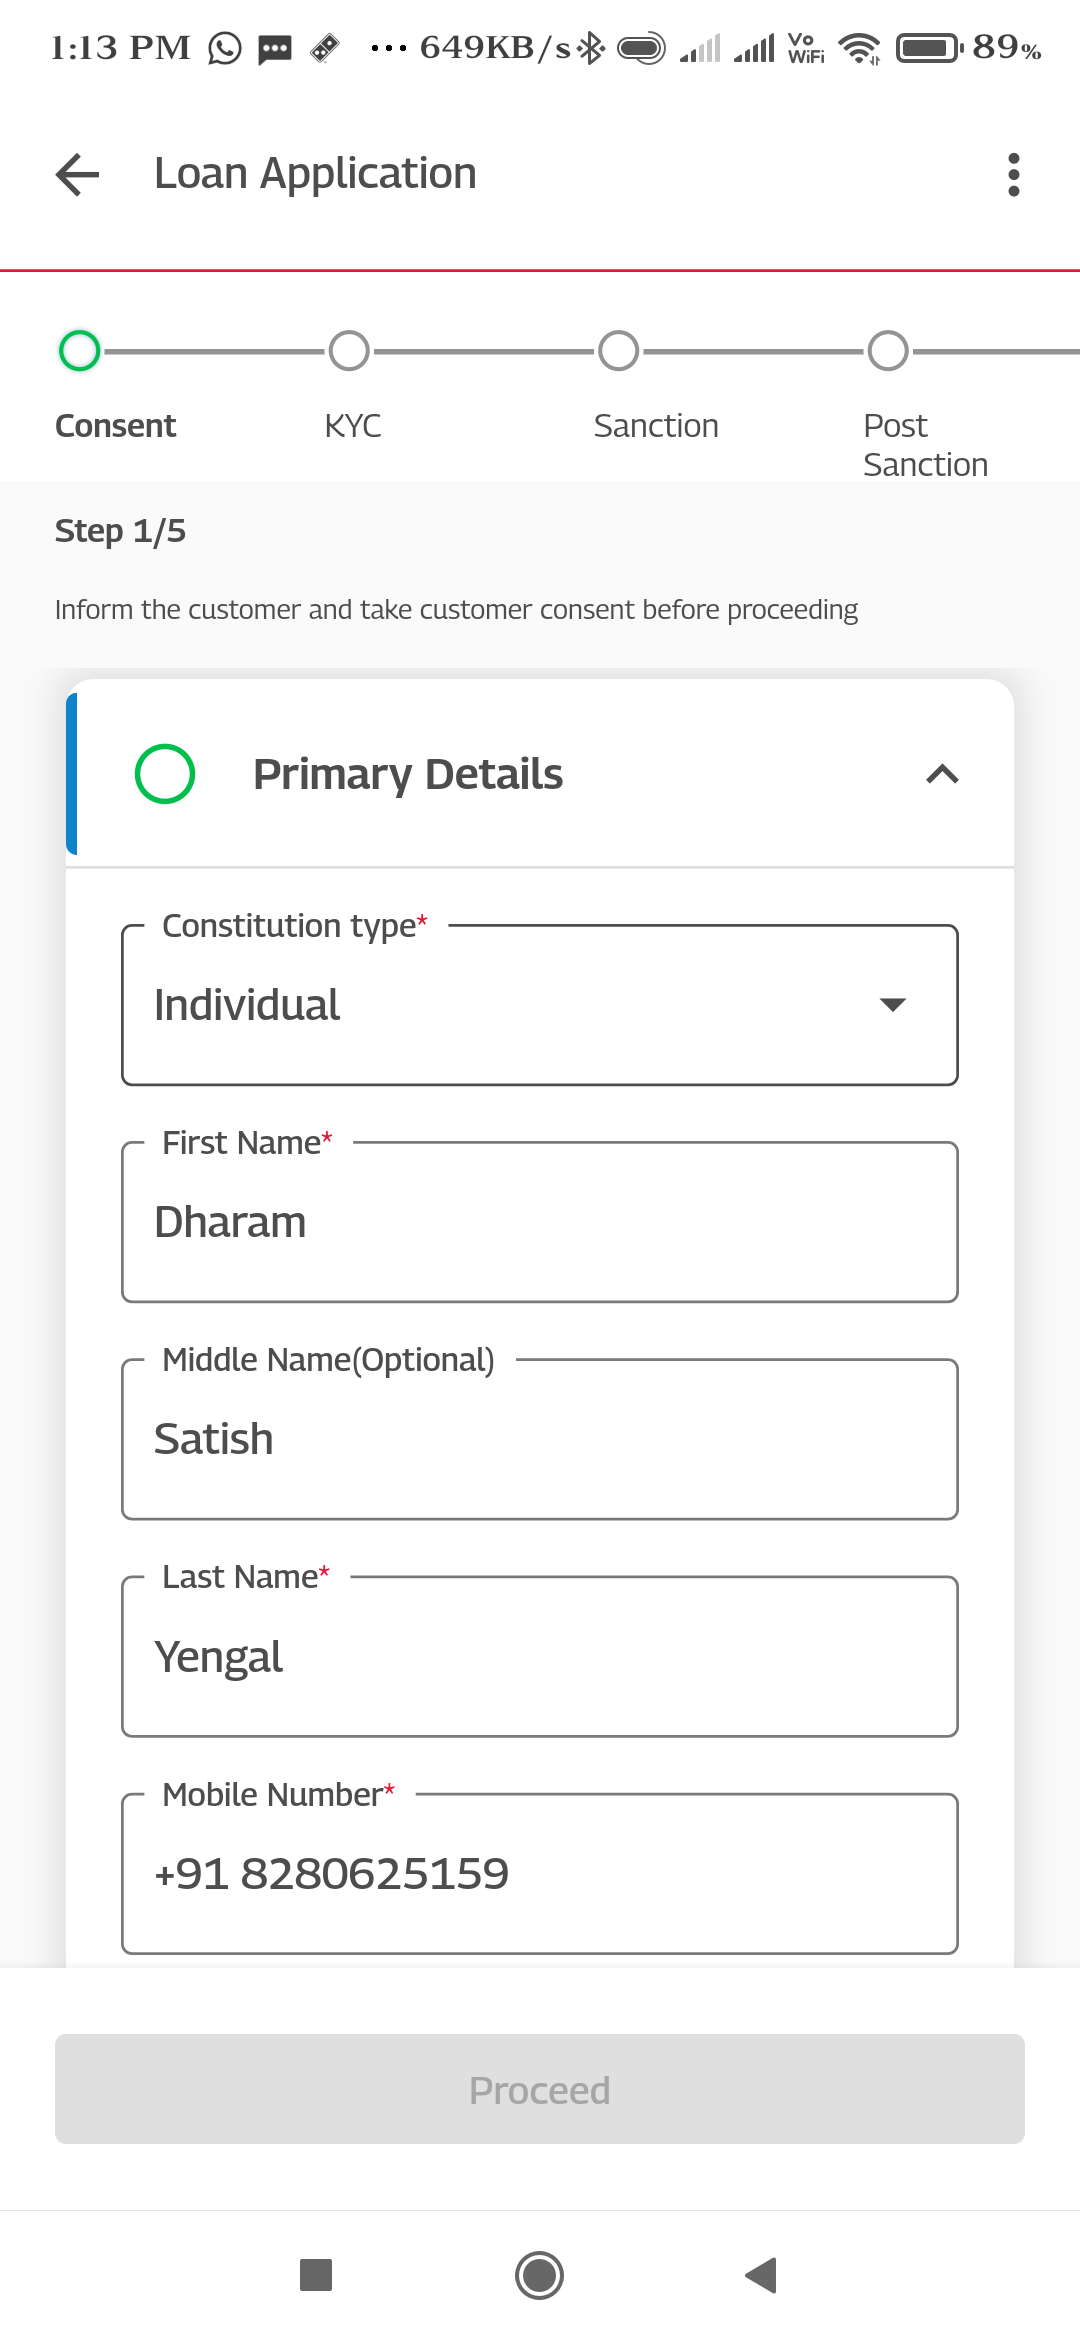 1:13 PM ... 649KB/s Vo WiFi 89%
Loan Application
Consent KYC Sanction Post Sanction
Step 1/5
Inform the customer and take customer consent before proceeding
Primary Details
Constitution type*
Individual
First Name*
Dharam
Middle Name(Optional)
Satish
Last Name*
Yengal
Mobile Number*
+91 8280625159
Proceed